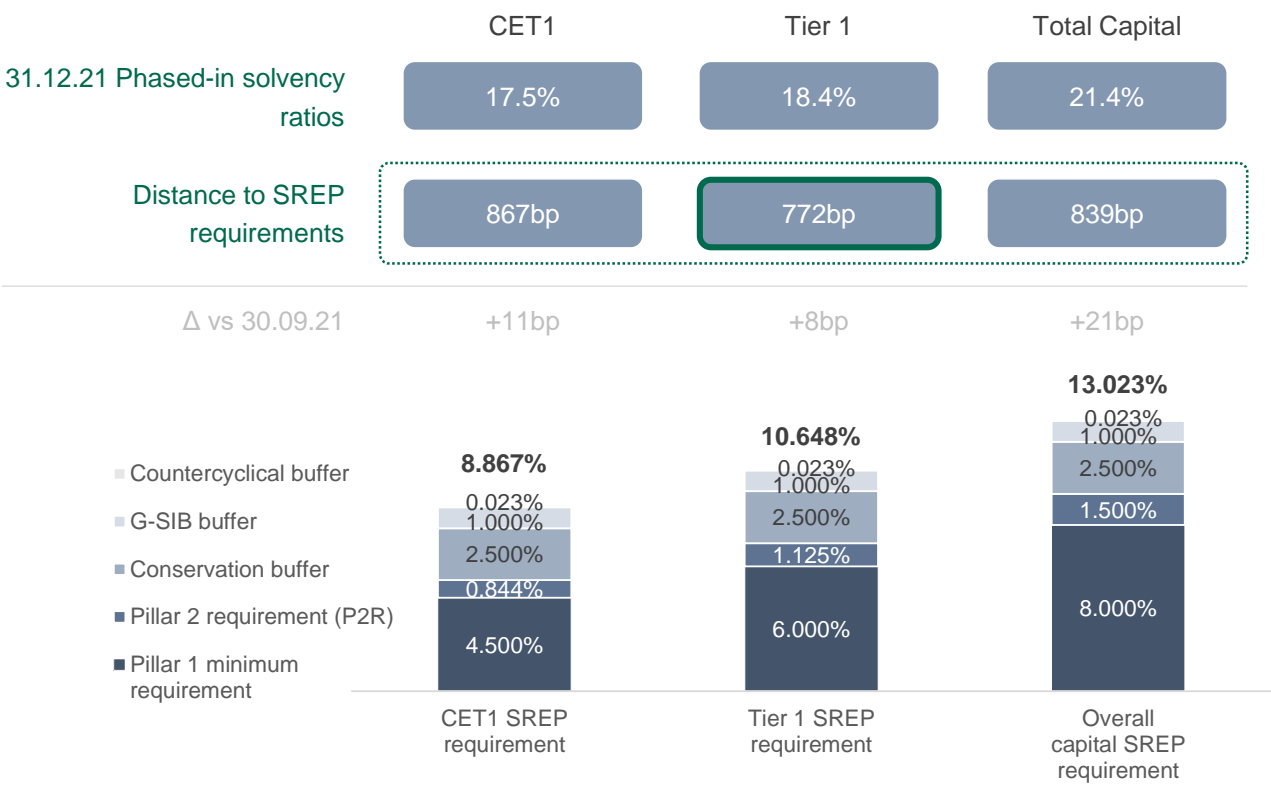 CET1 Tier 1 Total Capital
31.12.21 Phased-in solvency
ratios
17.5% 18.4% 21.4%
Distance to SREP
requirements
867bp 772bp 839bp
Δ vs 30.09.21 +11bp +8bp +21bp
Countercyclical buffer
G-SIB buffer
Conservation buffer
Pillar 2 requirement (P2R)
Pillar 1 minimum
requirement
8.867%
0.023%
1.000%
2.500%
0.844%
4.500%
CET1 SREP
requirement
10.648%
0.023%
1.000%
2.500%
1.125%
6.000%
Tier 1 SREP
requirement
13.023%
0.023%
1.000%
2.500%
1.500%
8.000%
Overall
capital SREP
requirement